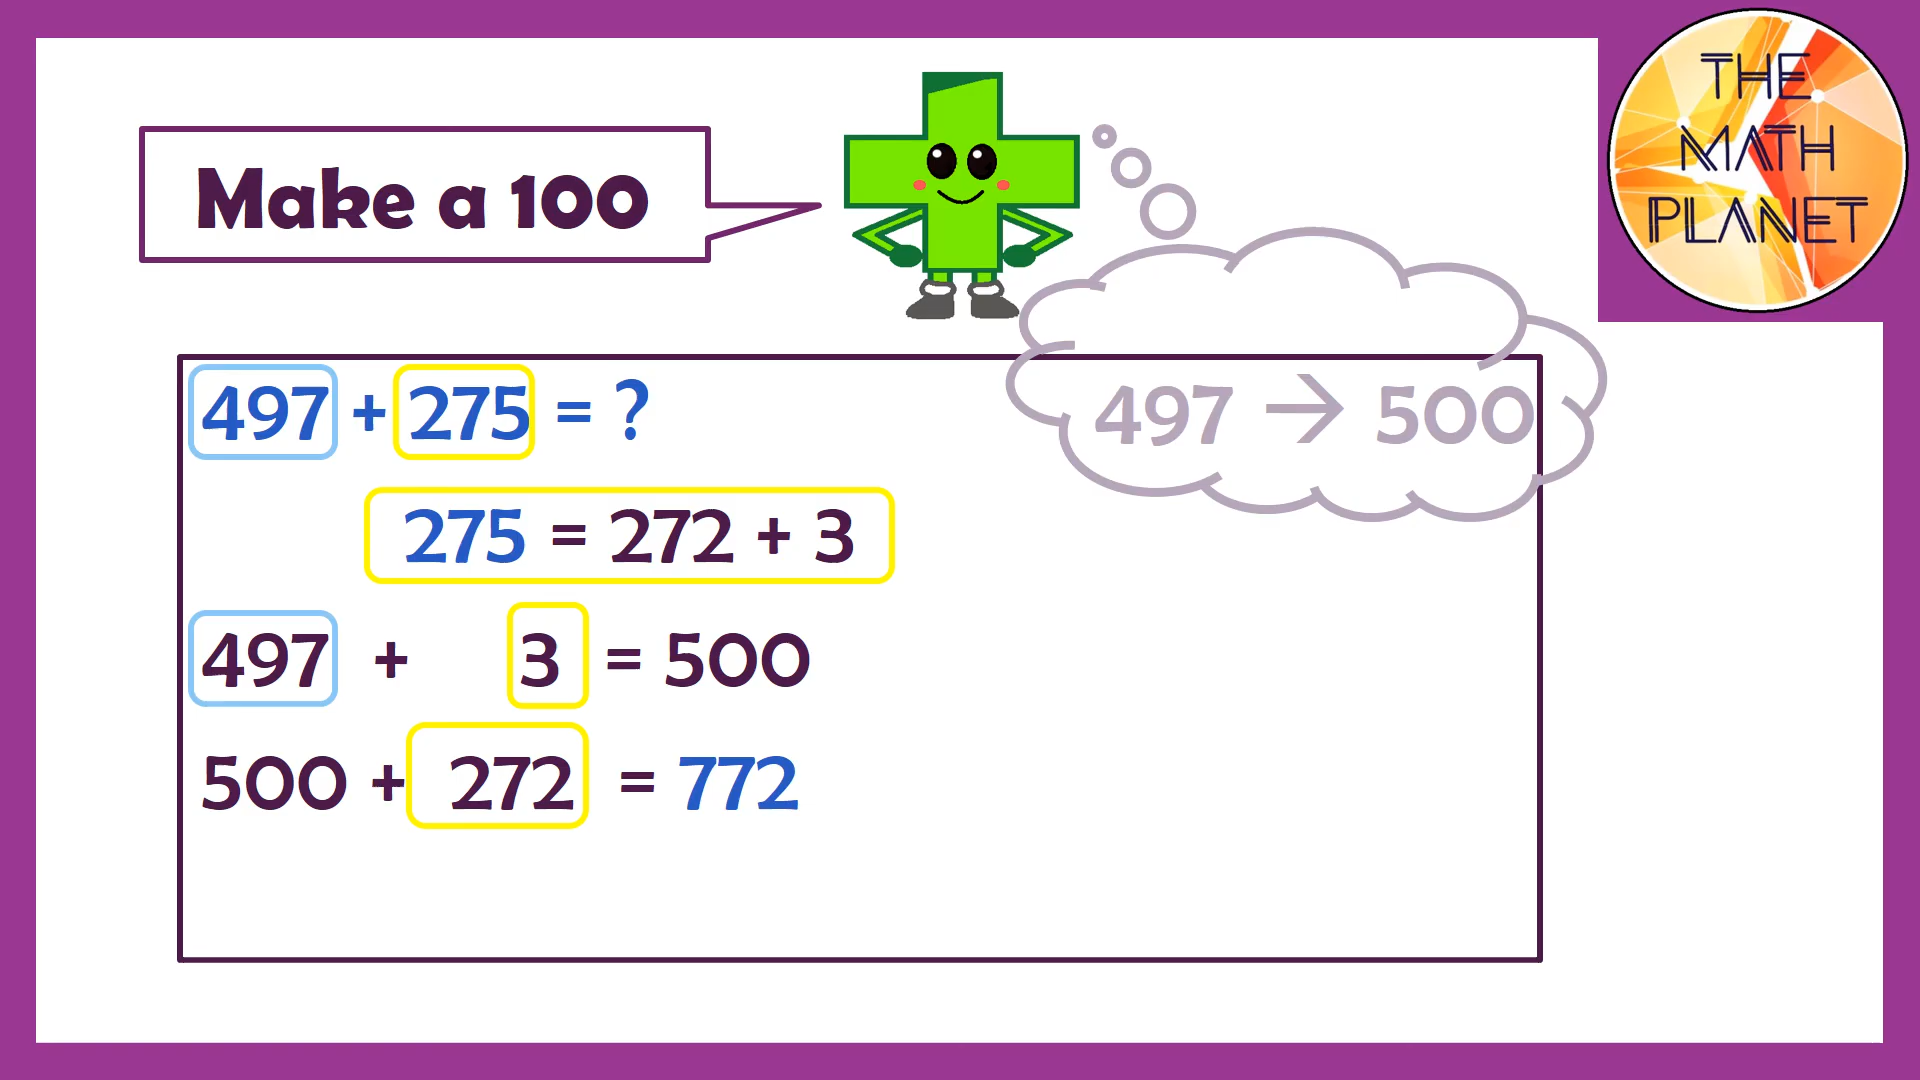 THE
MATH
PLANET
Make a 100
497 + 275 = ?
497 → 500
275 = 272 + 3
497 + 3 = 500
500 + 272 = 772